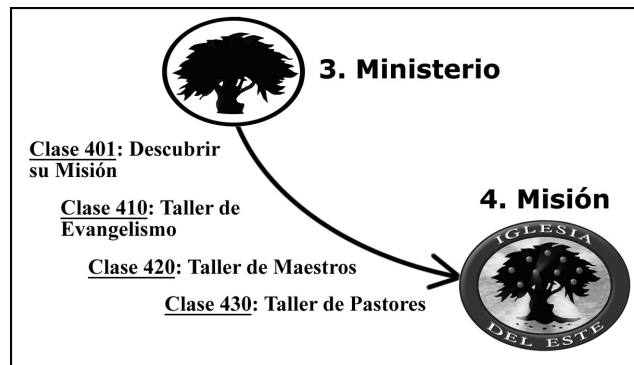 3. Ministerio
Clase 401: Descubrir
su Misión
Clase 410: Taller de
Evangelismo
Clase 420: Taller de Maestros
Clase 430: Taller de Pastores
4. Misión
IGLESIA
DEL ESTE